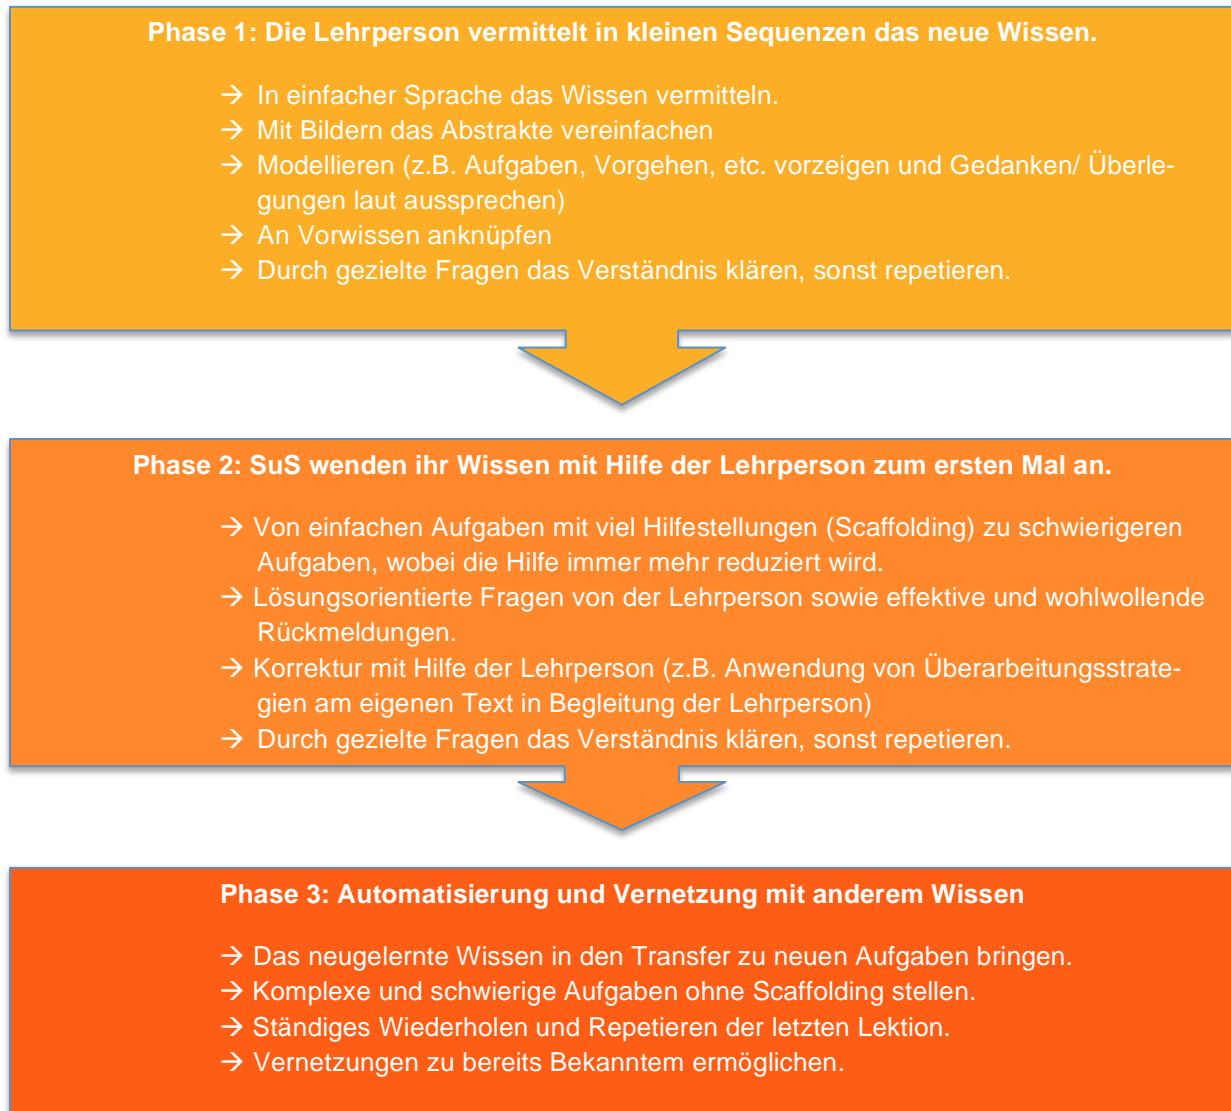 Phase 1: Die Lehrperson vermittelt in kleinen Sequenzen das neue Wissen.
→ In einfacher Sprache das Wissen vermitteln.
→ Mit Bildern das Abstrakte vereinfachen
→ Modellieren (z.B. Aufgaben, Vorgehen, etc. vorzeigen und Gedanken/ Überle-
gungen laut aussprechen)
→ An Vorwissen anknüpfen
→ Durch gezielte Fragen das Verständnis klären, sonst repetieren.
Phase 2: SuS wenden ihr Wissen mit Hilfe der Lehrperson zum ersten Mal an.
→ Von einfachen Aufgaben mit viel Hilfestellungen (Scaffolding) zu schwierigeren
Aufgaben, wobei die Hilfe immer mehr reduziert wird.
→ Lösungsorientierte Fragen von der Lehrperson sowie effektive und wohlwollende
Rückmeldungen.
→ Korrektur mit Hilfe der Lehrperson (z.B. Anwendung von Überarbeitungsstrate-
gien am eigenen Text in Begleitung der Lehrperson)
→ Durch gezielte Fragen das Verständnis klären, sonst repetieren.
Phase 3: Automatisierung und Vernetzung mit anderem Wissen
→ Das neugelernte Wissen in den Transfer zu neuen Aufgaben bringen.
→ Komplexe und schwierige Aufgaben ohne Scaffolding stellen.
→ Ständiges Wiederholen und Repetieren der letzten Lektion.
→ Vernetzungen zu bereits Bekanntem ermöglichen.